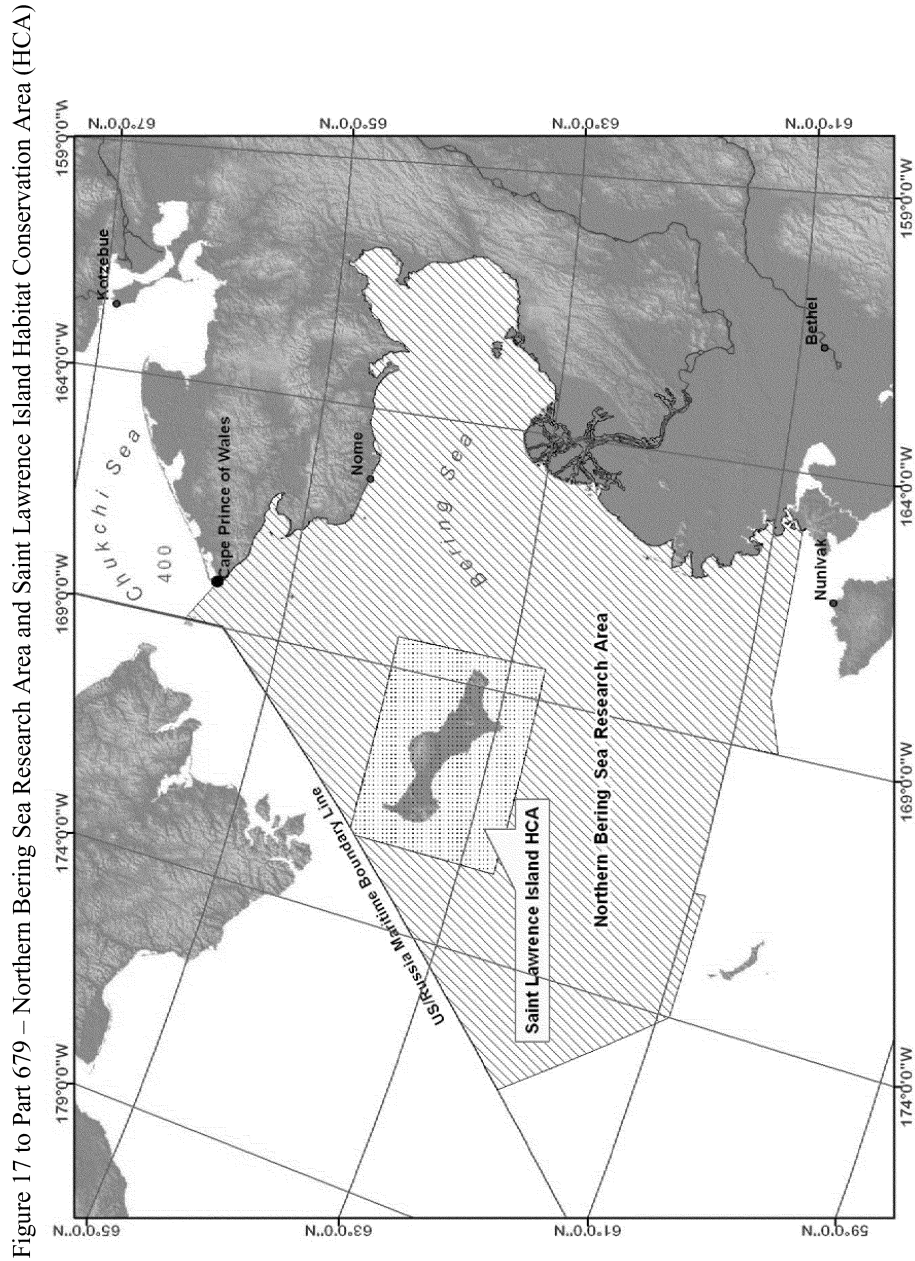 Figure 17 to Part 679 – Northern Bering Sea Research Area and Saint Lawrence Island Habitat Conservation Area (HCA)
179°0'0"W
174°0'0"W
169°0'0"W
164°0'0"W
159°0'0"W
65°0'0"N
63°0'0"N
61°0'0"N
59°0'0"N
67°0'0"N
65°0'0"N
63°0'0"N
61°0'0"N
Chukchi Sea
400
Kotzebue
Cape Prince of Wales
Nome
Bering Sea
US/Russia Maritime Boundary Line
Saint Lawrence Island HCA
Northern Bering Sea Research Area
Nunivak
Bethel
174°0'0"W
169°0'0"W
164°0'0"W
159°0'0"W